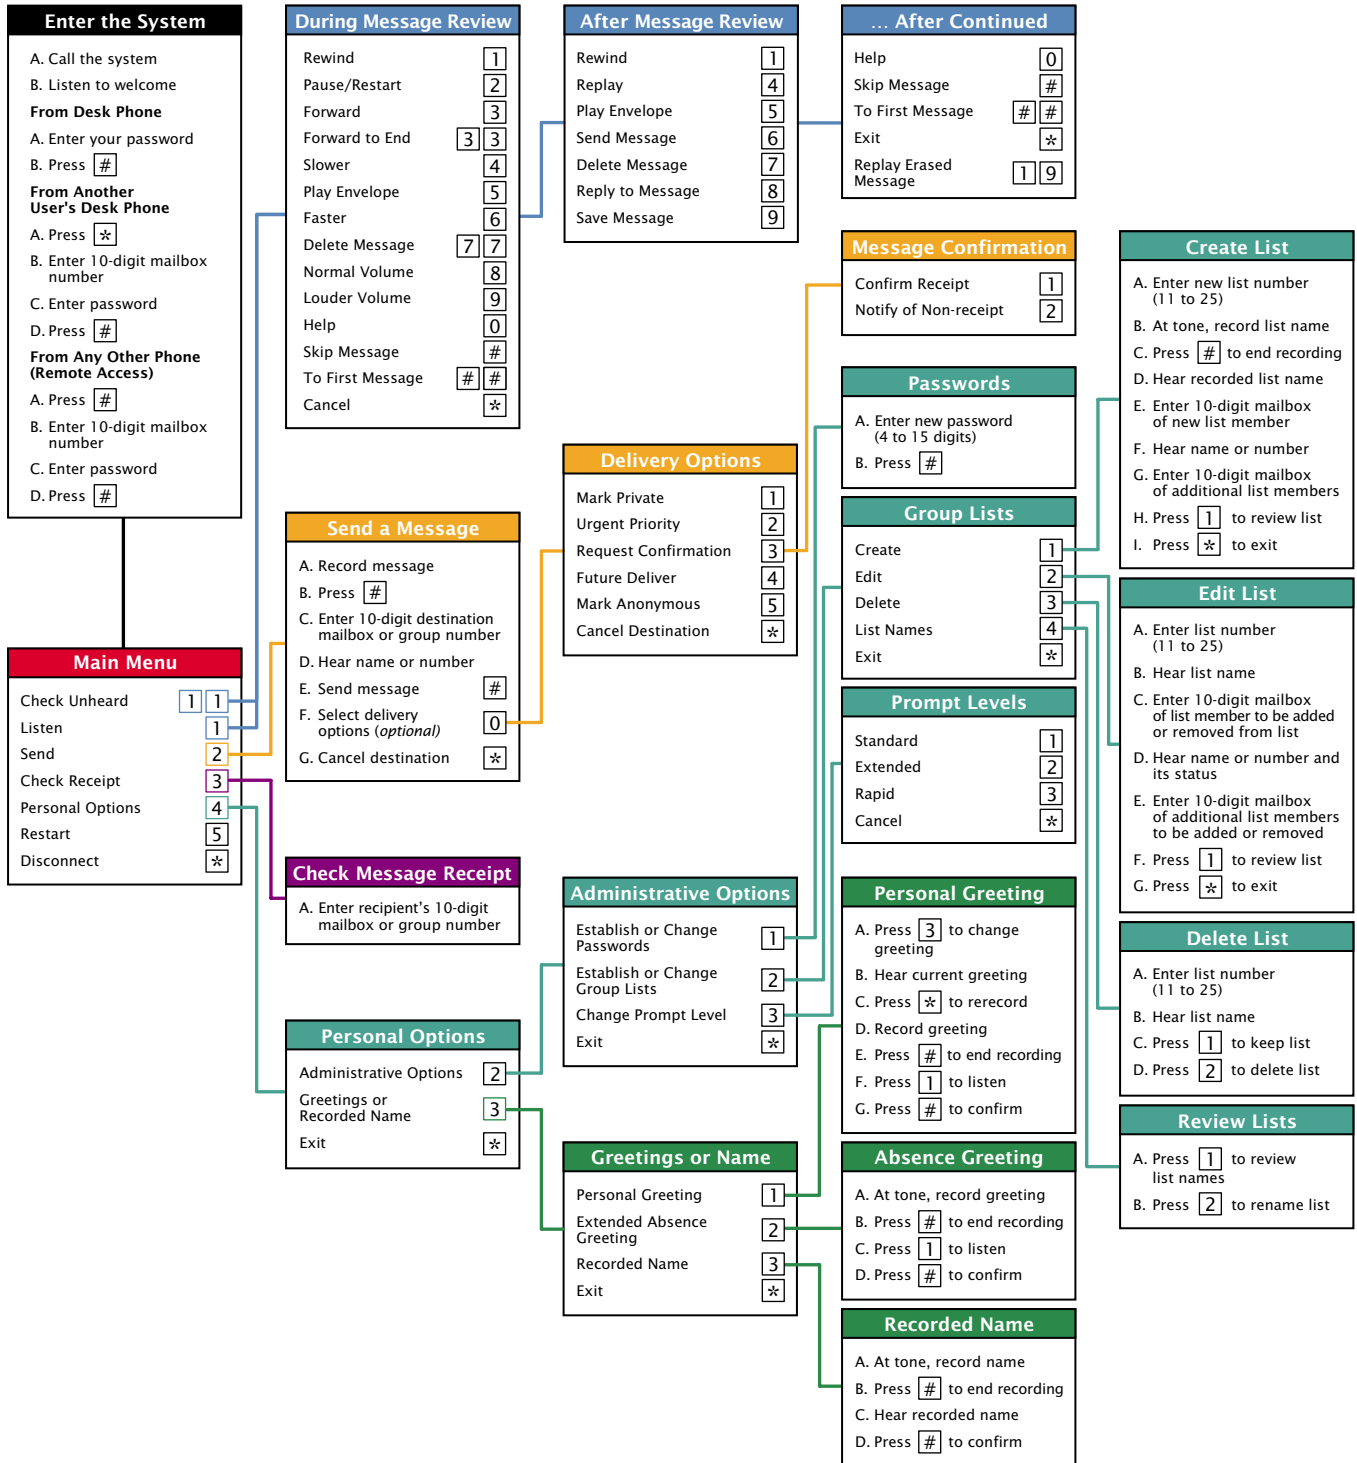 Enter the System
A. Call the system
B. Listen to welcome
From Desk Phone
A. Enter your password
B. Press #
From Another
User's Desk Phone
A. Press *
B. Enter 10-digit mailbox
number
C. Enter password
D. Press #
From Any Other Phone
(Remote Access)
A. Press #
B. Enter 10-digit mailbox
number
C. Enter password
D. Press #
Main Menu
Check Unheard 1 1
Listen 1
Send 2
Check Receipt 3
Personal Options 4
Restart 5
Disconnect *
During Message Review
Rewind 1
Pause/Restart 2
Forward 3
Forward to End 3 3
Slower 4
Play Envelope 5
Faster 6
Delete Message 7 7
Normal Volume 8
Louder Volume 9
Help 0
Skip Message #
To First Message # #
Cancel *
Send a Message
A. Record message
B. Press #
C. Enter 10-digit destination
mailbox or group number
D. Hear name or number
E. Send message #
F. Select delivery
options (optional) 0
G. Cancel destination *
Check Message Receipt
A. Enter recipient's 10-digit
mailbox or group number
Personal Options
Administrative Options 2
Greetings or
Recorded Name 3
Exit *
After Message Review
Rewind 1
Replay 4
Play Envelope 5
Send Message 6
Delete Message 7
Reply to Message 8
Save Message 9
Delivery Options
Mark Private 1
Urgent Priority 2
Request Confirmation 3
Future Deliver 4
Mark Anonymous 5
Cancel Destination *
Administrative Options
Establish or Change
Passwords 1
Establish or Change
Group Lists 2
Change Prompt Level 3
Exit *
Greetings or Name
Personal Greeting 1
Extended Absence
Greeting 2
Recorded Name 3
Exit *
... After Continued
Help 0
Skip Message #
To First Message # #
Exit *
Replay Erased
Message 1 9
Message Confirmation
Confirm Receipt 1
Notify of Non-receipt 2
Passwords
A. Enter new password
(4 to 15 digits)
B. Press #
Group Lists
Create 1
Edit 2
Delete 3
List Names 4
Exit *
Prompt Levels
Standard 1
Extended 2
Rapid 3
Cancel *
Personal Greeting
A. Press 3 to change
greeting
B. Hear current greeting
C. Press * to rerecord
D. Record greeting
E. Press # to end recording
F. Press 1 to listen
G. Press # to confirm
Absence Greeting
A. At tone, record greeting
B. Press # to end recording
C. Press 1 to listen
D. Press # to confirm
Recorded Name
A. At tone, record name
B. Press # to end recording
C. Hear recorded name
D. Press # to confirm
Create List
A. Enter new list number
(11 to 25)
B. At tone, record list name
C. Press # to end recording
D. Hear recorded list name
E. Enter 10-digit mailbox
of new list member
F. Hear name or number
G. Enter 10-digit mailbox
of additional list members
H. Press 1 to review list
I. Press * to exit
Edit List
A. Enter list number
(11 to 25)
B. Hear list name
C. Enter 10-digit mailbox
of list member to be added
or removed from list
D. Hear name or number and
its status
E. Enter 10-digit mailbox
of additional list members
to be added or removed
F. Press 1 to review list
G. Press * to exit
Delete List
A. Enter list number
(11 to 25)
B. Hear list name
C. Press 1 to keep list
D. Press 2 to delete list
Review Lists
A. Press 1 to review
list names
B. Press 2 to rename list